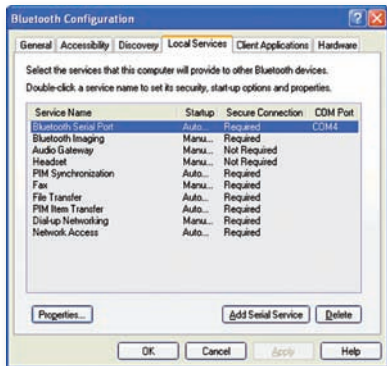 Bluetooth Configuration
General Accessibility Discovery Local Services Client Applications Hardware
Select the services that this computer will provide to other Bluetooth devices.
Double-click a service name to set its security, start-up options and properties.
Service Name Startup Secure Connection COM Port
Bluetooth Serial Port Auto... Required COM4
Bluetooth Imaging Manu... Required
Audio Gateway Manu... Not Required
Headset Manu... Not Required
PIM Synchronization Auto... Required
Fax Manu... Required
File Transfer Auto... Required
PIM Item Transfer Auto... Required
Dial-up Networking Manu... Required
Network Access Auto... Required
Properties... Add Serial Service Delete
OK Cancel Apply Help